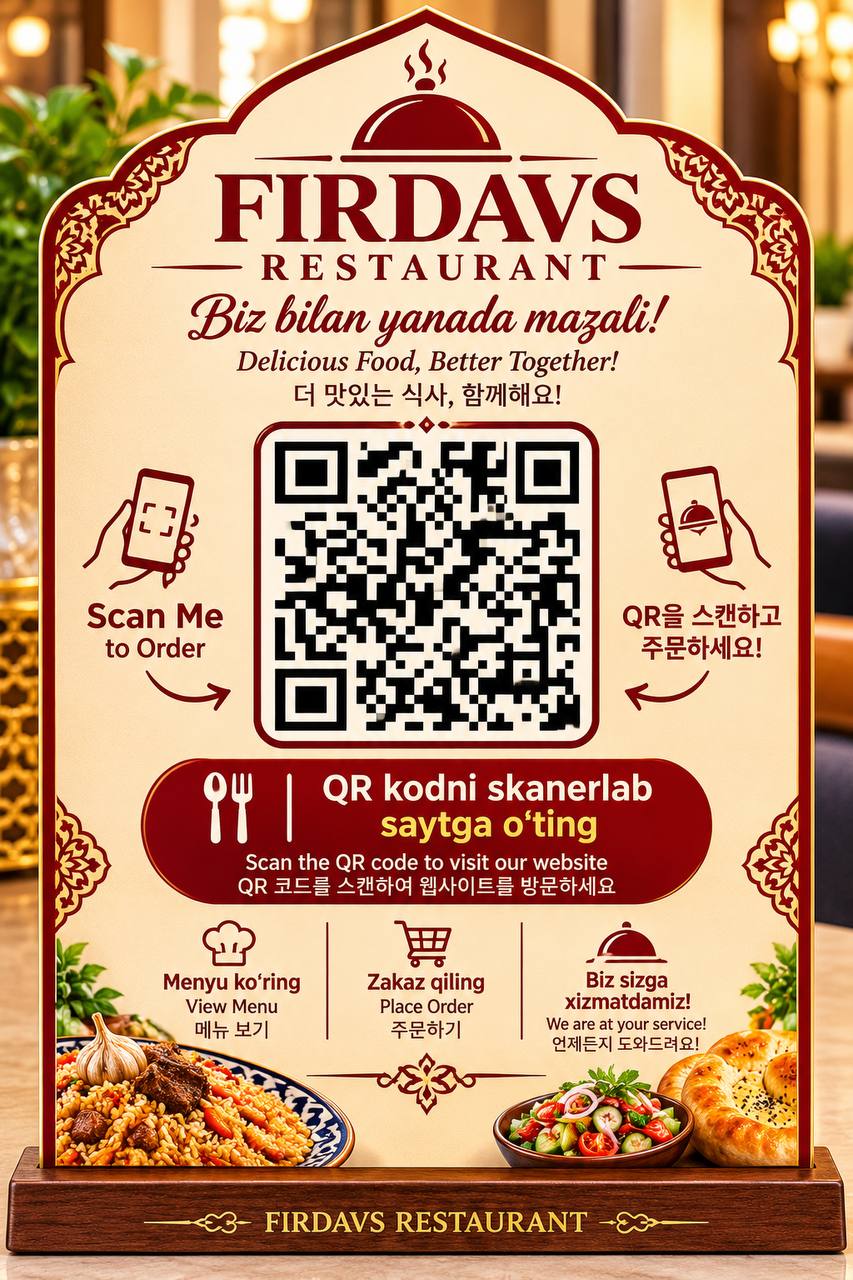 FIRDAVS
RESTAURANT
Biz bilan yanada mazali!
Delicious Food, Better Together!
더 맛있는 식사, 함께해요!
Scan Me
to Order
QR을 스캔하고
주문하세요!
QR kodni skanerlab
saytga o‘ting
Scan the QR code to visit our website
QR 코드를 스캔하여 웹사이트를 방문하세요
Menyu ko‘ring
View Menu
메뉴 보기
Zakaz qiling
Place Order
주문하기
Biz sizga
xizmatdamiz!
We are at your service!
언제든지 도와드려요!
FIRDAVS RESTAURANT